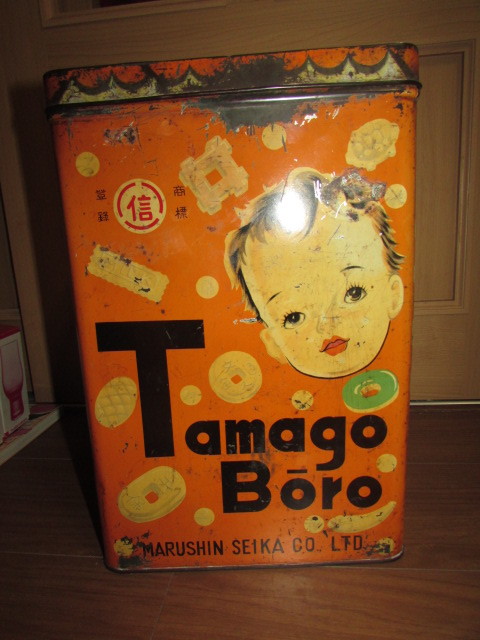 登録 信 商標
Tamago
Bōro
MARUSHIN SEIKA CO., LTD.